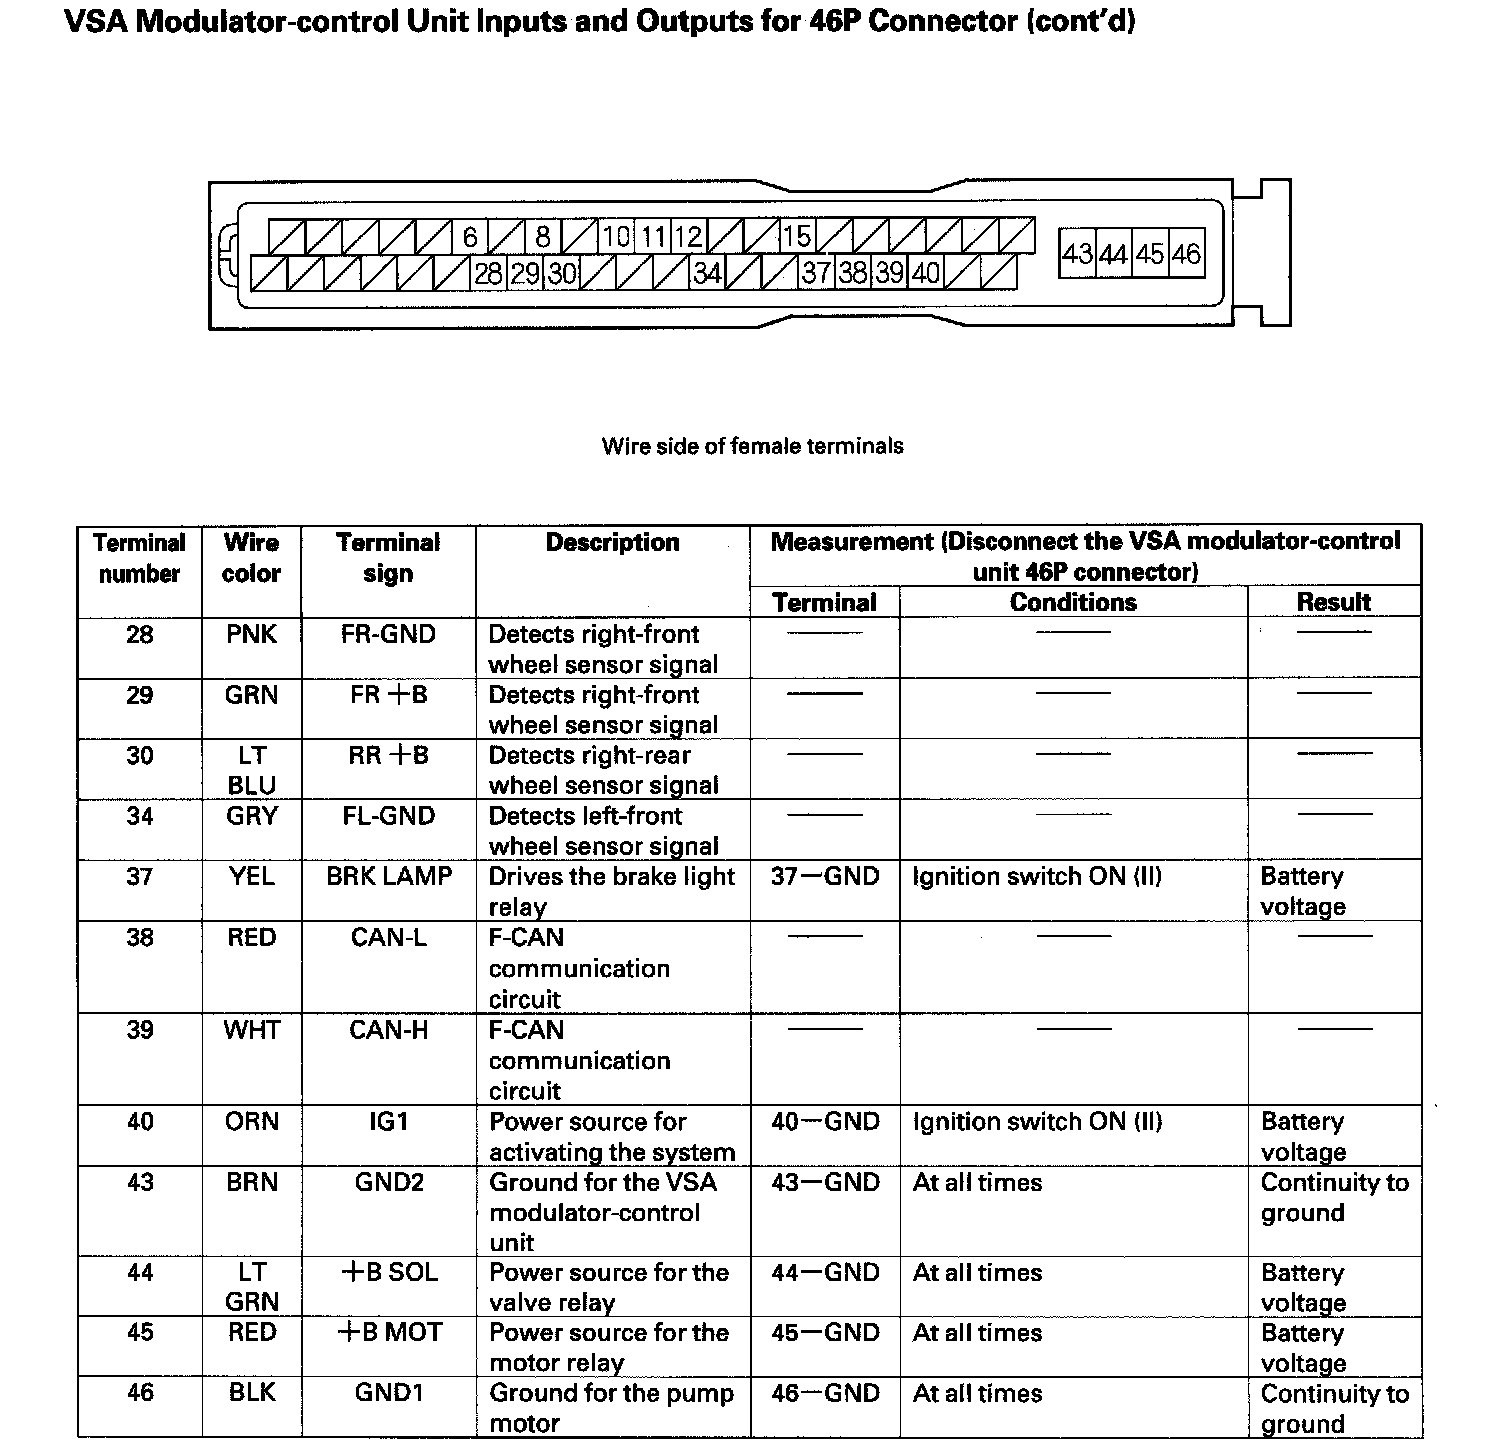 VSA Modulator-control Unit Inputs and Outputs for 46P Connector (cont'd)
6 8 10 11 12 15
28 29 30 34 37 38 39 40
43 44 45 46
Wire side of female terminals
Terminal number
Wire color
Terminal sign
Description
Measurement (Disconnect the VSA modulator-control unit 46P connector)
Terminal
Conditions
Result
28 PNK FR-GND Detects right-front
wheel sensor signal
29 GRN FR +B Detects right-front
wheel sensor signal
30 LT RR +B Detects right-rear
BLU wheel sensor signal
34 GRY FL-GND Detects left-front
wheel sensor signal
37 YEL BRK LAMP Drives the brake light 37—GND Ignition switch ON (II) Battery
relay voltage
38 RED CAN-L F-CAN
communication
circuit
39 WHT CAN-H F-CAN
communication
circuit
40 ORN IG1 Power source for 40—GND Ignition switch ON (II) Battery
activating the system voltage
43 BRN GND2 Ground for the VSA 43—GND At all times Continuity to
modulator-control ground
unit
44 LT +B SOL Power source for the 44—GND At all times Battery
GRN valve relay voltage
45 RED +B MOT Power source for the 45—GND At all times Battery
motor relay voltage
46 BLK GND1 Ground for the pump 46—GND At all times Continuity to
motor ground